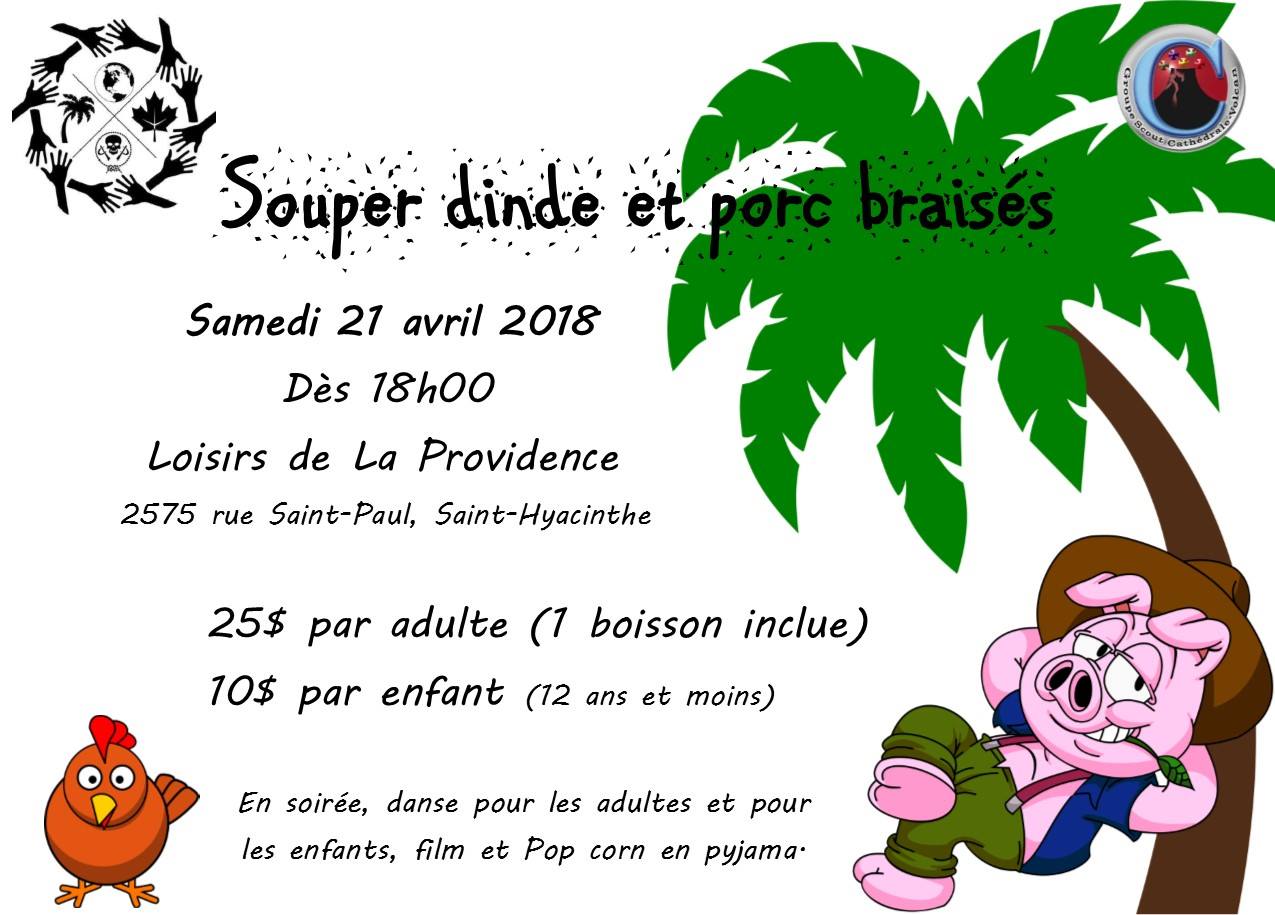 Groupe Scout Cathédrale-Volcan
Souper dinde et porc braisés
Samedi 21 avril 2018
Dès 18h00
Loisirs de La Providence
2575 rue Saint-Paul, Saint-Hyacinthe
25$ par adulte (1 boisson inclue)
10$ par enfant (12 ans et moins)
En soirée, danse pour les adultes et pour
les enfants, film et Pop corn en pyjama.